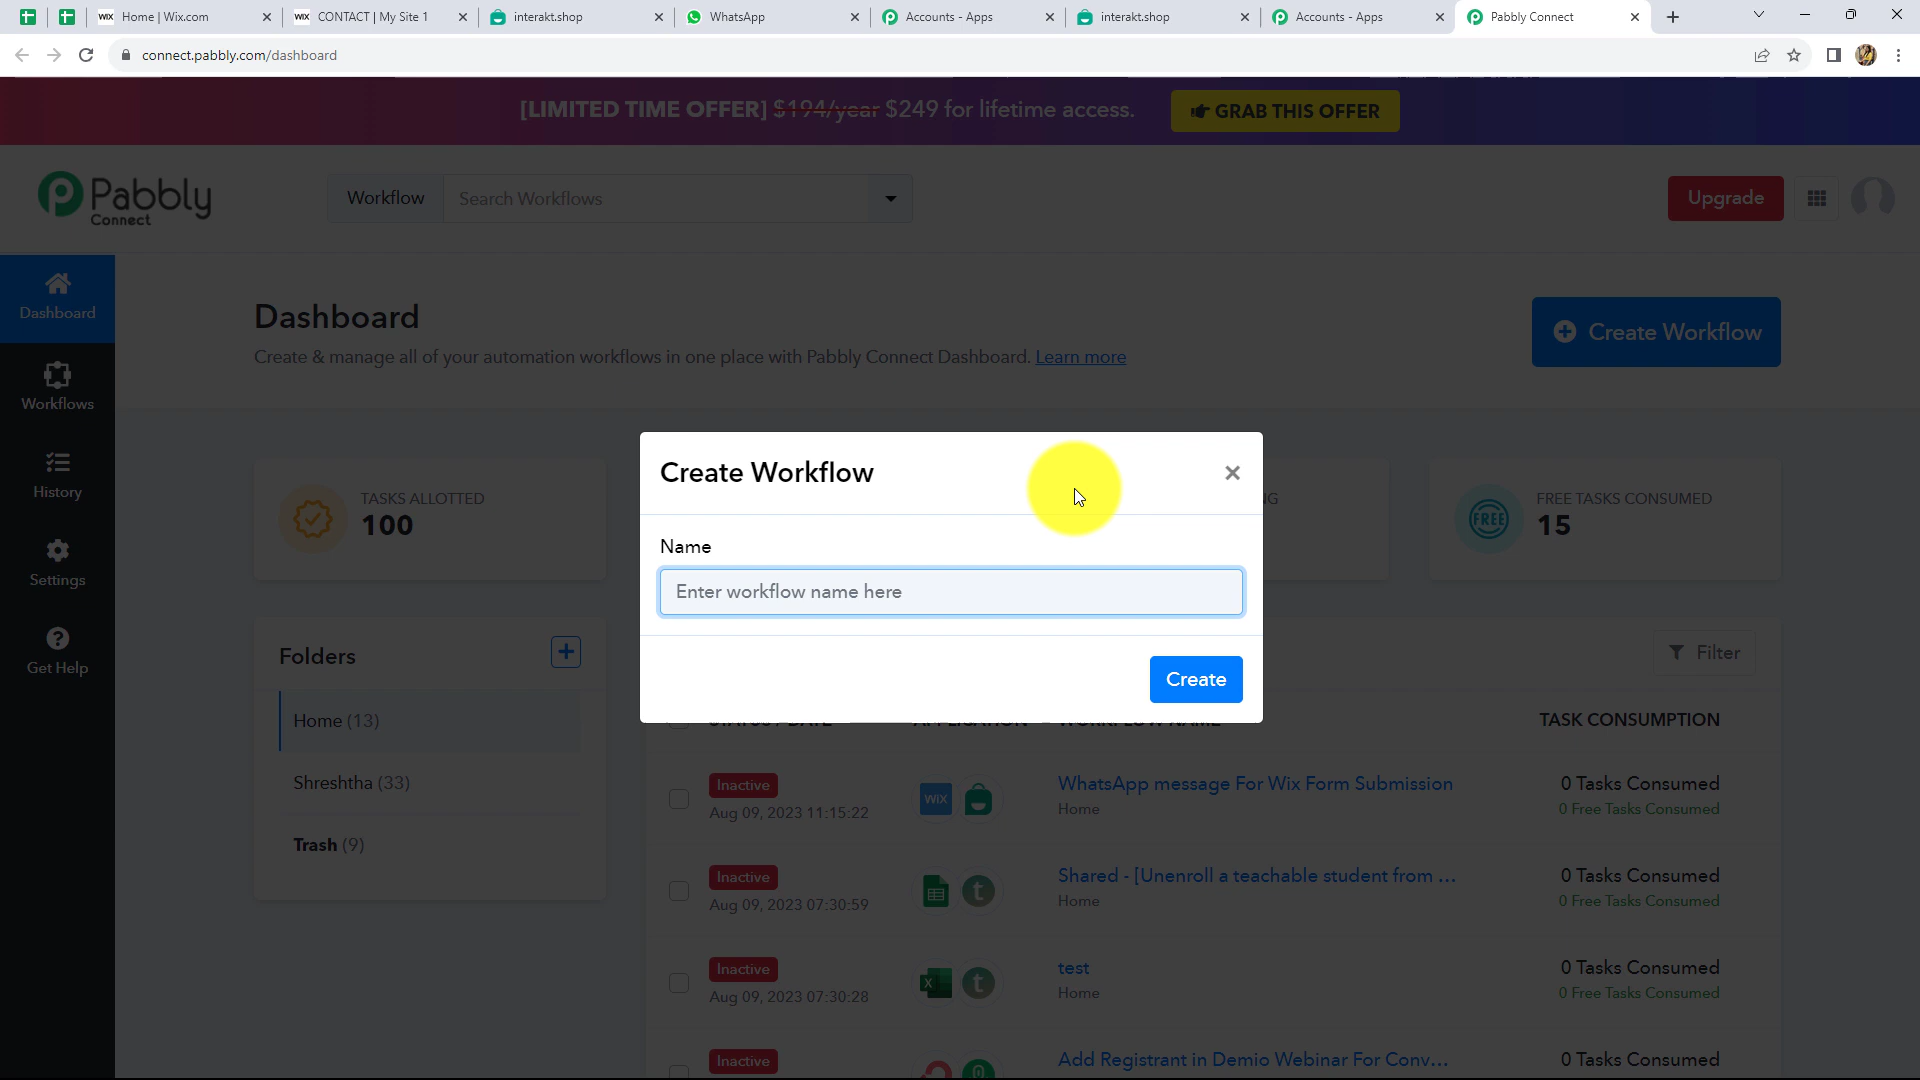 Home | Wix.com
CONTACT | My Site 1
interakt.shop
WhatsApp
Accounts - Apps
interakt.shop
Accounts - Apps
Pabbly Connect
connect.pabbly.com/dashboard
[LIMITED TIME OFFER] $194/year $249 for lifetime access.
GRAB THIS OFFER
Pabbly
Connect
Workflow
Search Workflows
Upgrade
Dashboard
Workflows
History
Settings
Get Help
Dashboard
Create & manage all of your automation workflows in one place with Pabbly Connect Dashboard. Learn more
Create Workflow
TASKS ALLOTTED
100
FREE TASKS CONSUMED
15
FREE
Create Workflow
Name
Enter workflow name here
Create
Folders
Home (13)
Shreshtha (33)
Trash (9)
Filter
TASK CONSUMPTION
Inactive
Aug 09, 2023 11:15:22
WIX
WhatsApp message For Wix Form Submission
Home
0 Tasks Consumed
0 Free Tasks Consumed
Inactive
Aug 09, 2023 07:30:59
Shared - [Unenroll a teachable student from ...
Home
0 Tasks Consumed
0 Free Tasks Consumed
Inactive
Aug 09, 2023 07:30:28
test
Home
0 Tasks Consumed
0 Free Tasks Consumed
Inactive
Add Registrant in Demio Webinar For Conv...
0 Tasks Consumed